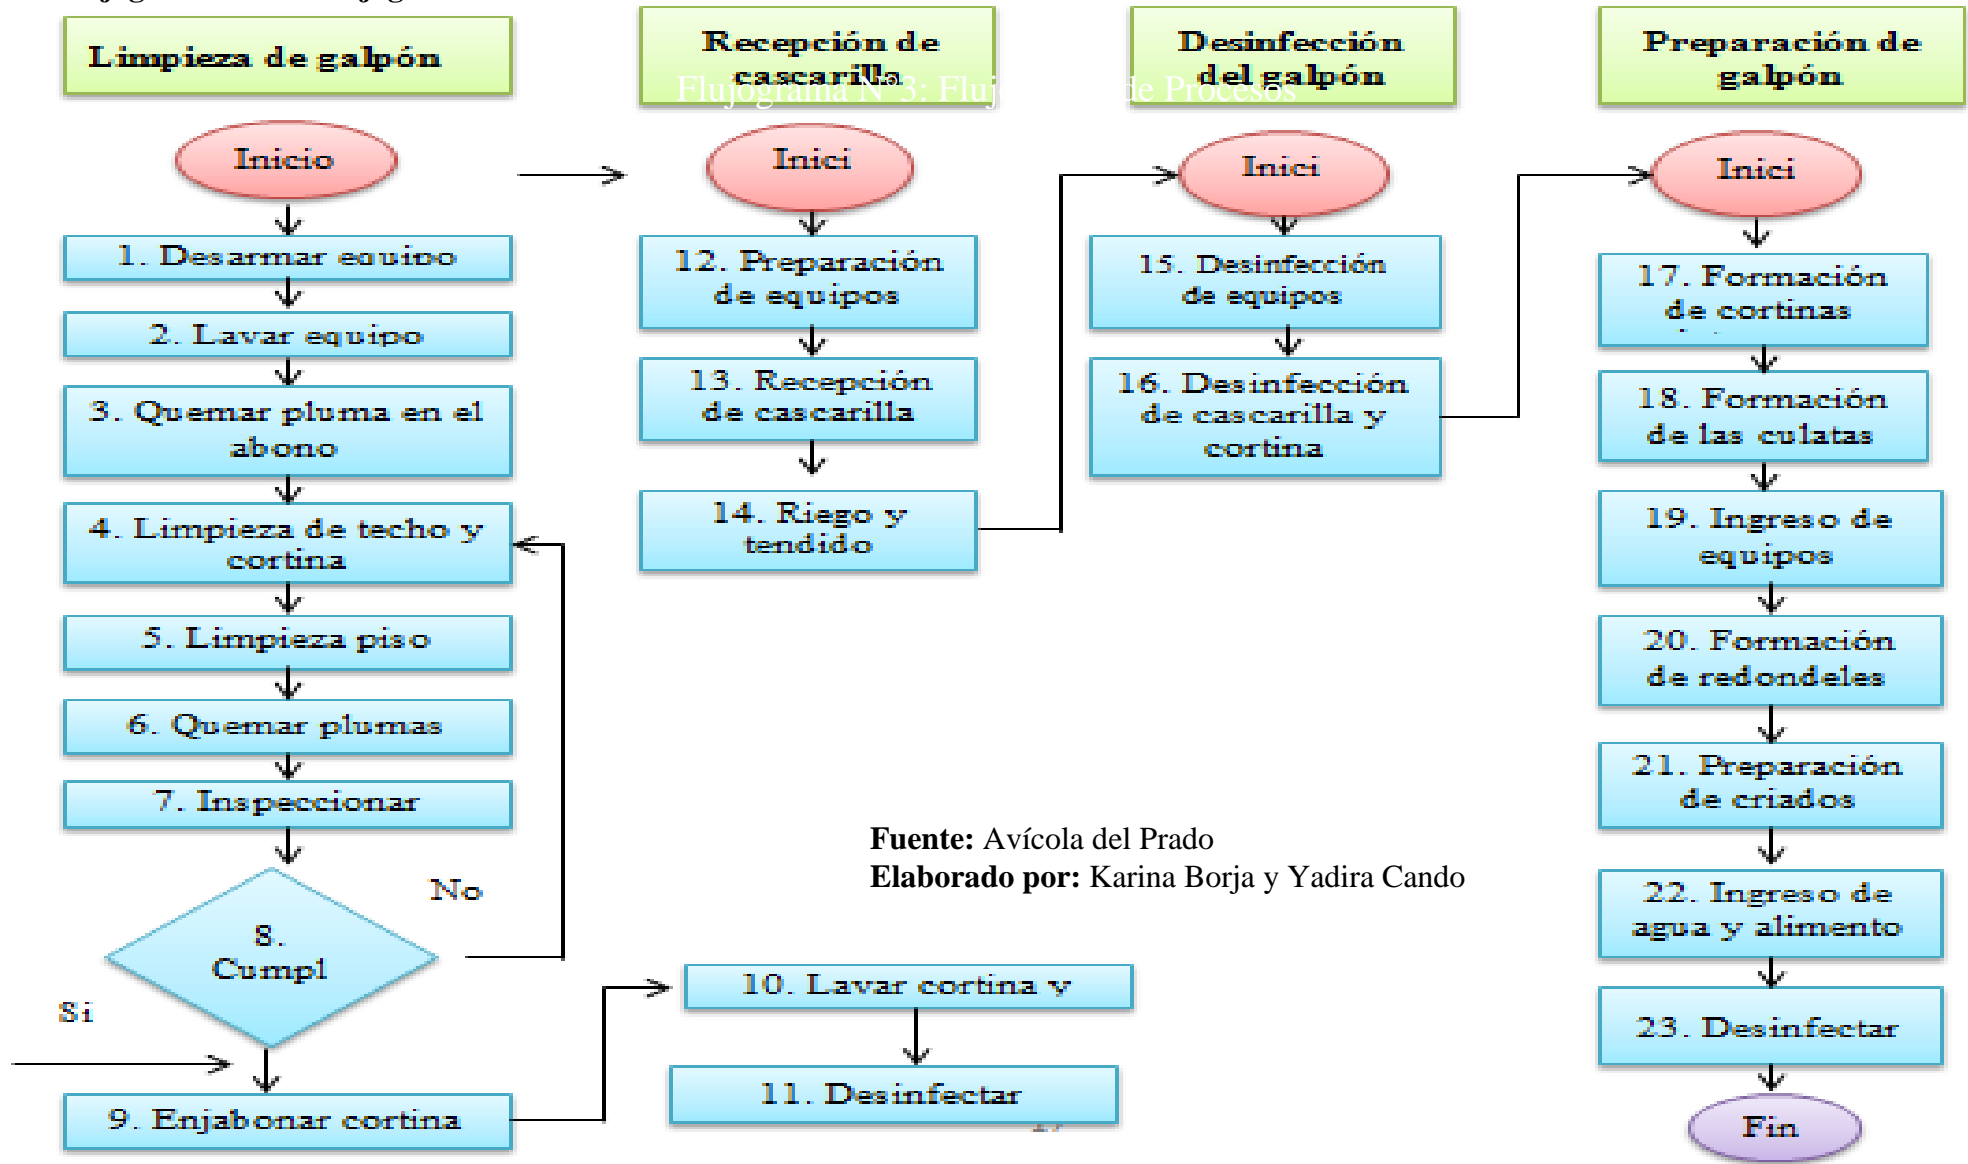 Limpieza de galpón
Inicio
1. Desarmar equipo
2. Lavar equipo
3. Quemar pluma en el
abono
4. Limpieza de techo y
cortina
5. Limpieza piso
6. Quemar plumas
7. Inspeccionar
8.
Cumpl
No
Si
9. Enjabonar cortina
10. Lavar cortina y
11. Desinfectar
Recepción de
cascarilla
Flujograma N°3: Fluj
de Procesos
Inici
12. Preparación
de equipos
13. Recepción
de cascarilla
14. Riego y
tendido
Desinfección
del galpón
Inici
15. Desinfección
de equipos
16. Desinfección
de cascarilla y
cortina
Preparación de
galpón
Inici
17. Formación
de cortinas
18. Formación
de las culatas
19. Ingreso de
equipos
20. Formación
de redondeles
21. Preparación
de criados
22. Ingreso de
agua y alimento
23. Desinfectar
Fin
Fuente: Avícola del Prado
Elaborado por: Karina Borja y Yadira Cando